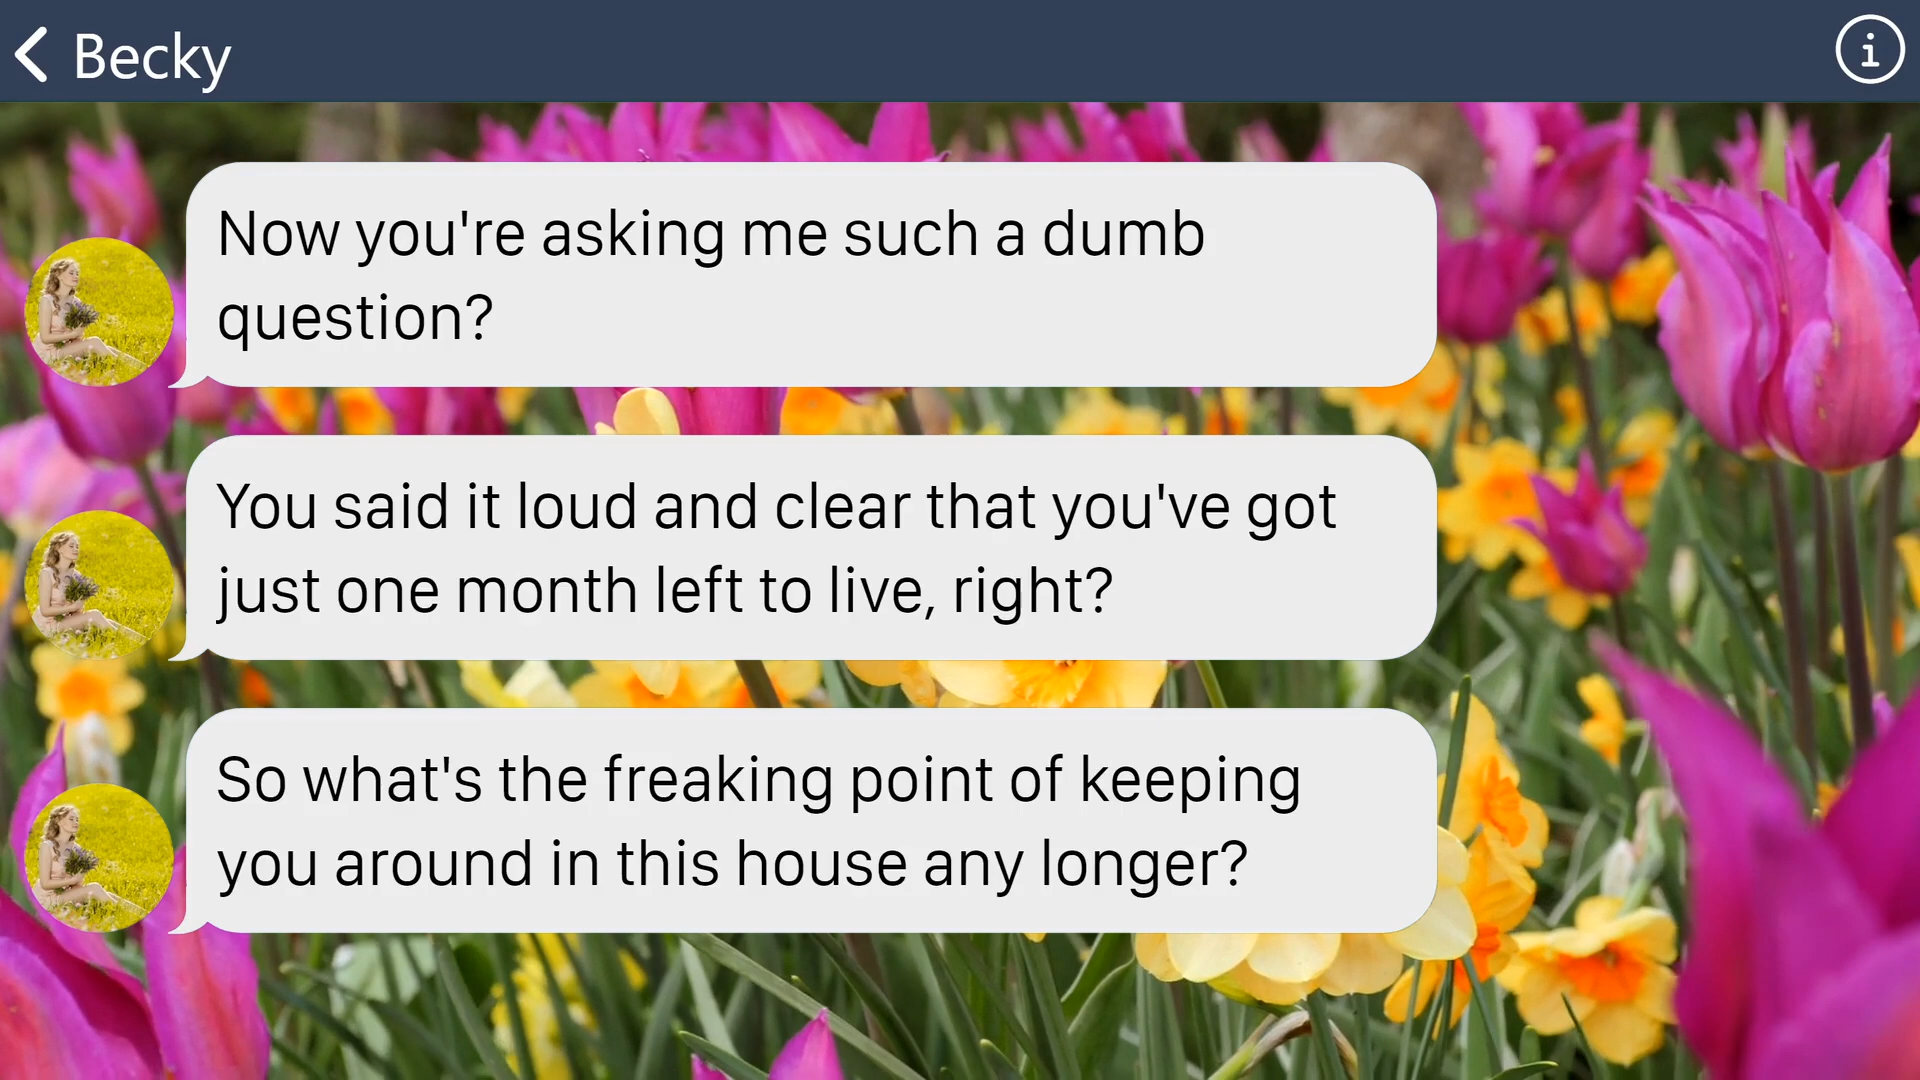 Becky
Now you're asking me such a dumb
question?
You said it loud and clear that you've got
just one month left to live, right?
So what's the freaking point of keeping
you around in this house any longer?